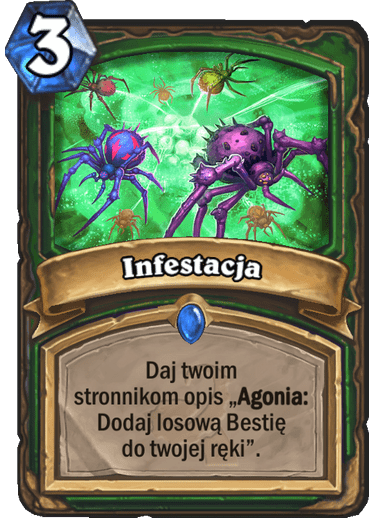 3
Infestacja
Daj twoim
stronnikom opis „Agonia:
Dodaj losową Bestię
do twojej ręki”.